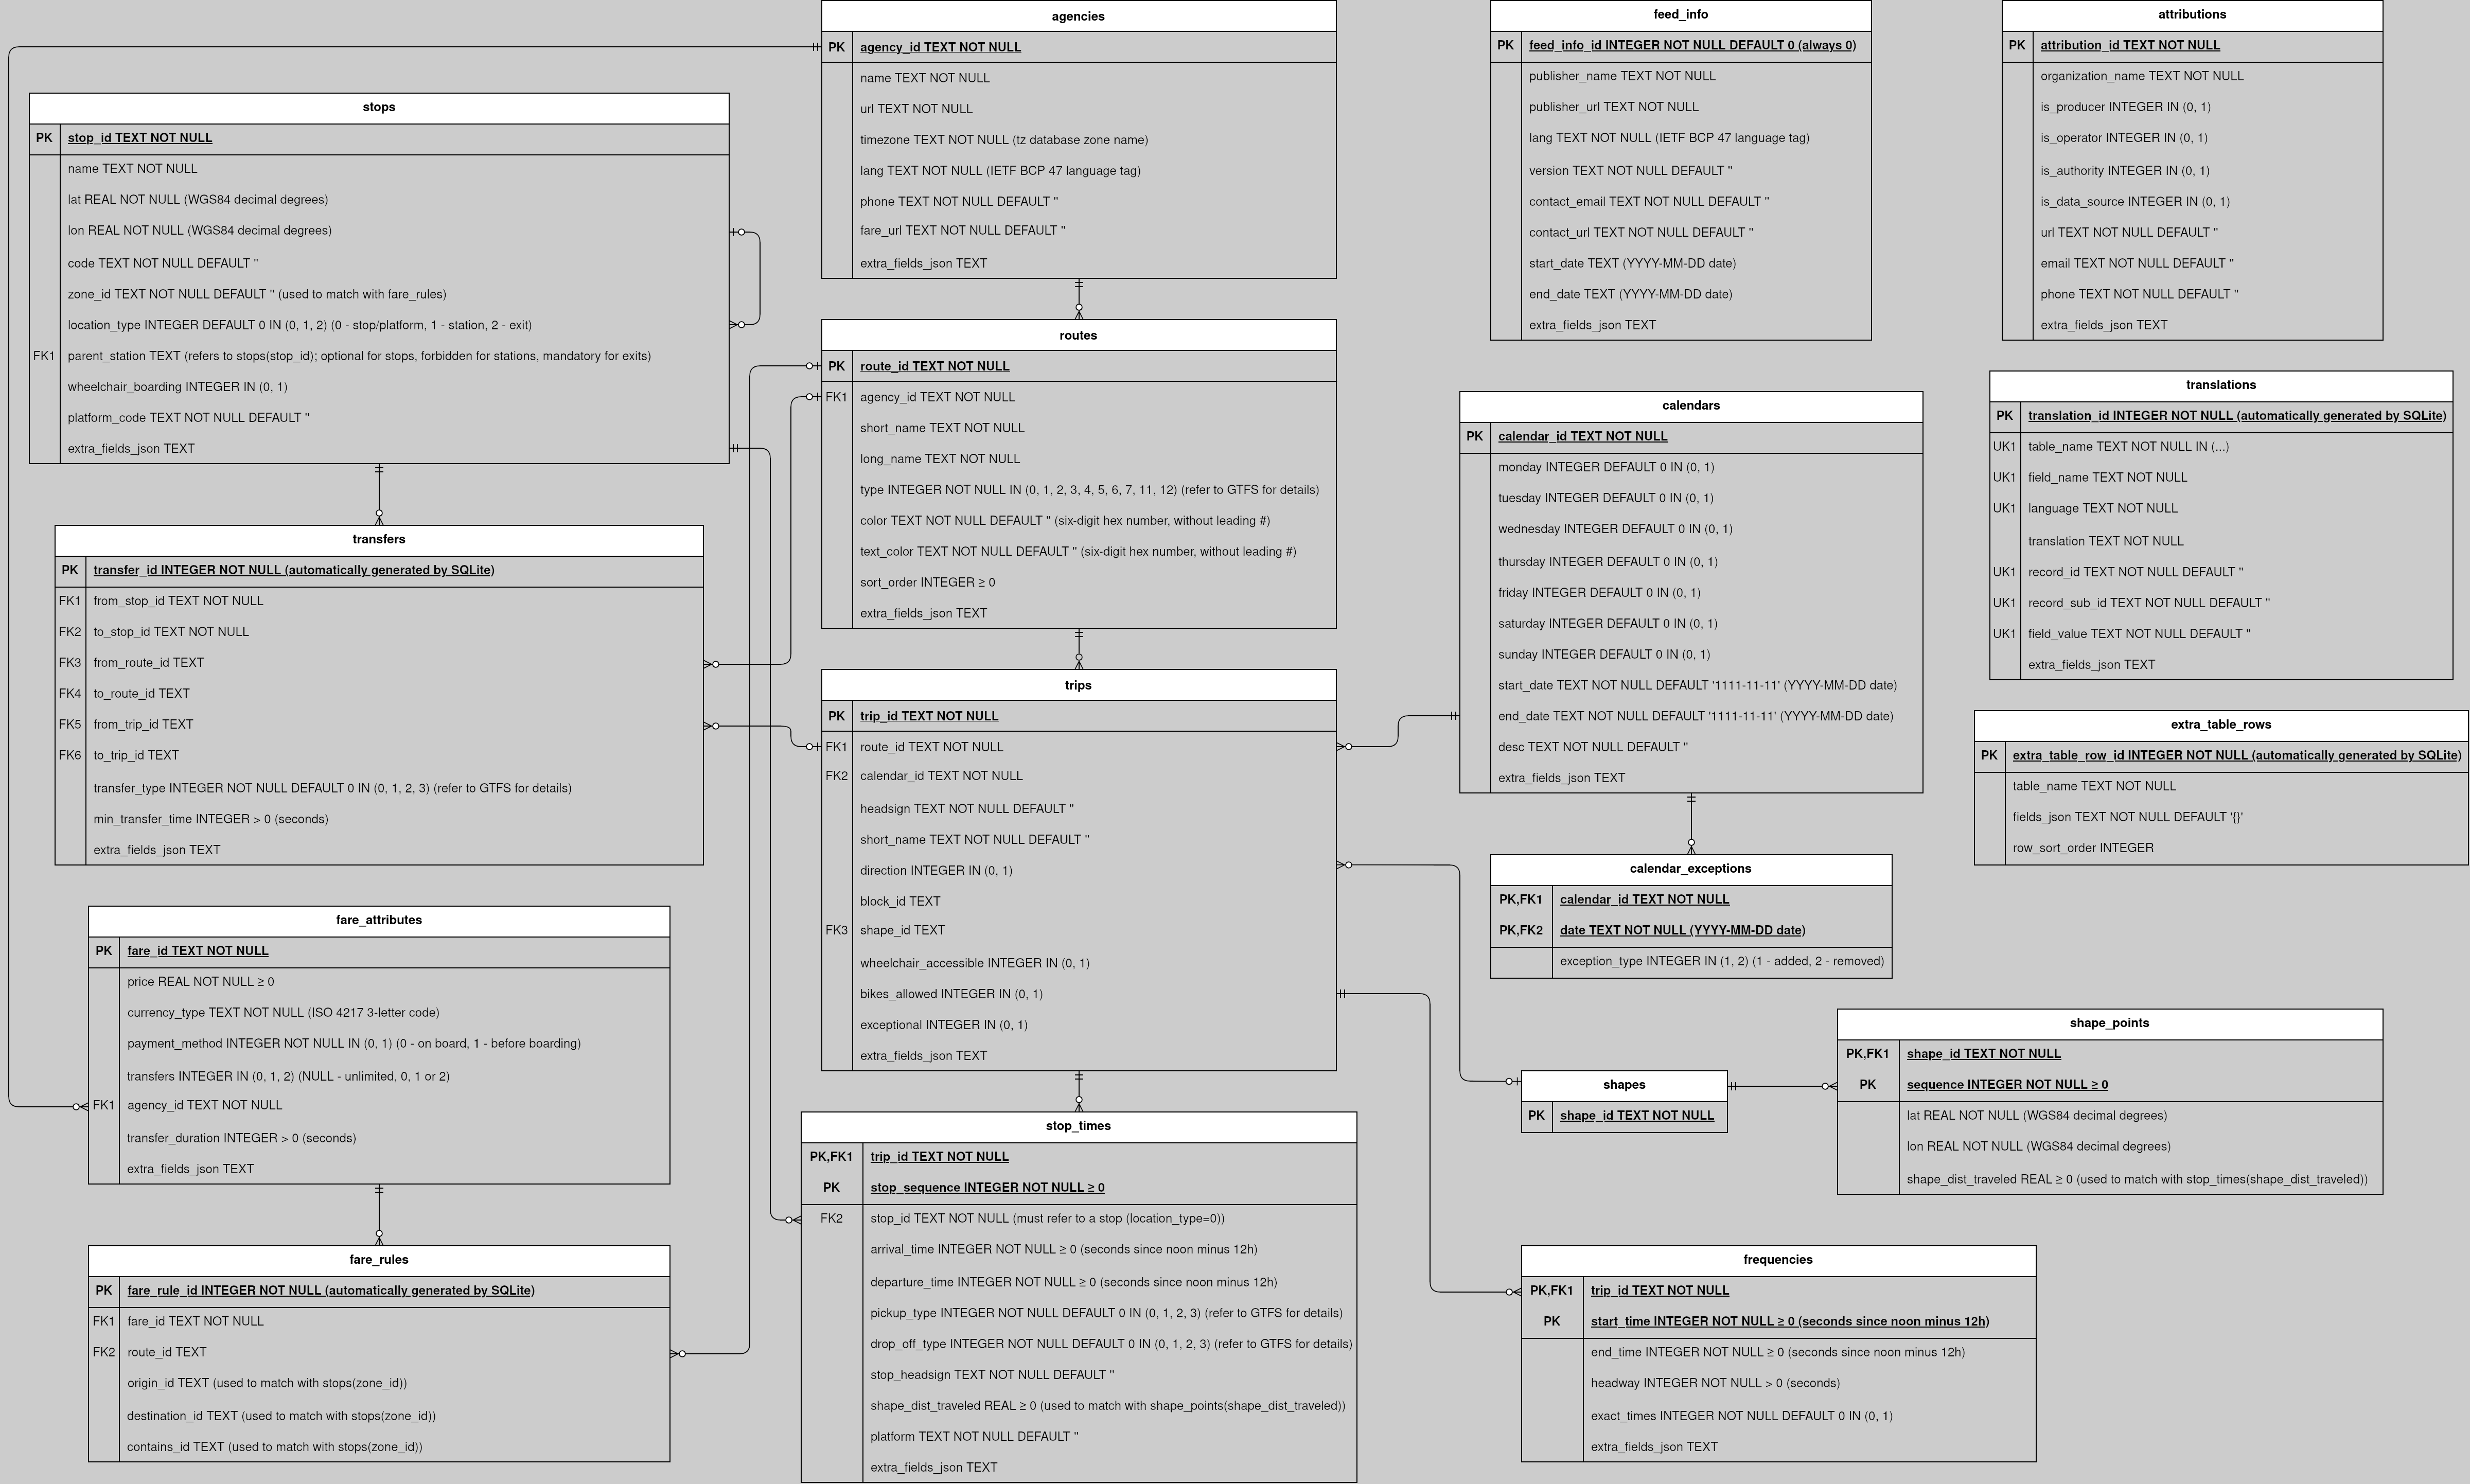 agencies
PK agency_id TEXT NOT NULL
name TEXT NOT NULL
url TEXT NOT NULL
timezone TEXT NOT NULL (tz database zone name)
lang TEXT NOT NULL (IETF BCP 47 language tag)
phone TEXT NOT NULL DEFAULT ''
fare_url TEXT NOT NULL DEFAULT ''
extra_fields_json TEXT
feed_info
PK feed_info_id INTEGER NOT NULL DEFAULT 0 (always 0)
publisher_name TEXT NOT NULL
publisher_url TEXT NOT NULL
lang TEXT NOT NULL (IETF BCP 47 language tag)
version TEXT NOT NULL DEFAULT ''
contact_email TEXT NOT NULL DEFAULT ''
contact_url TEXT NOT NULL DEFAULT ''
start_date TEXT (YYYY-MM-DD date)
end_date TEXT (YYYY-MM-DD date)
extra_fields_json TEXT
attributions
PK attribution_id TEXT NOT NULL
organization_name TEXT NOT NULL
is_producer INTEGER IN (0, 1)
is_operator INTEGER IN (0, 1)
is_authority INTEGER IN (0, 1)
is_data_source INTEGER IN (0, 1)
url TEXT NOT NULL DEFAULT ''
email TEXT NOT NULL DEFAULT ''
phone TEXT NOT NULL DEFAULT ''
extra_fields_json TEXT
stops
PK stop_id TEXT NOT NULL
name TEXT NOT NULL
lat REAL NOT NULL (WGS84 decimal degrees)
lon REAL NOT NULL (WGS84 decimal degrees)
code TEXT NOT NULL DEFAULT ''
zone_id TEXT NOT NULL DEFAULT '' (used to match with fare_rules)
location_type INTEGER DEFAULT 0 IN (0, 1, 2) (0 - stop/platform, 1 - station, 2 - exit)
FK1 parent_station TEXT (refers to stops(stop_id); optional for stops, forbidden for stations, mandatory for exits)
wheelchair_boarding INTEGER IN (0, 1)
platform_code TEXT NOT NULL DEFAULT ''
extra_fields_json TEXT
routes
PK route_id TEXT NOT NULL
FK1 agency_id TEXT NOT NULL
short_name TEXT NOT NULL
long_name TEXT NOT NULL
type INTEGER NOT NULL IN (0, 1, 2, 3, 4, 5, 6, 7, 11, 12) (refer to GTFS for details)
color TEXT NOT NULL DEFAULT '' (six-digit hex number, without leading #)
text_color TEXT NOT NULL DEFAULT '' (six-digit hex number, without leading #)
sort_order INTEGER ≥ 0
extra_fields_json TEXT
calendars
PK calendar_id TEXT NOT NULL
monday INTEGER DEFAULT 0 IN (0, 1)
tuesday INTEGER DEFAULT 0 IN (0, 1)
wednesday INTEGER DEFAULT 0 IN (0, 1)
thursday INTEGER DEFAULT 0 IN (0, 1)
friday INTEGER DEFAULT 0 IN (0, 1)
saturday INTEGER DEFAULT 0 IN (0, 1)
sunday INTEGER DEFAULT 0 IN (0, 1)
start_date TEXT NOT NULL DEFAULT '1111-11-11' (YYYY-MM-DD date)
end_date TEXT NOT NULL DEFAULT '1111-11-11' (YYYY-MM-DD date)
desc TEXT NOT NULL DEFAULT ''
extra_fields_json TEXT
translations
PK translation_id INTEGER NOT NULL (automatically generated by SQLite)
UK1 table_name TEXT NOT NULL IN (...)
UK1 field_name TEXT NOT NULL
UK1 language TEXT NOT NULL
translation TEXT NOT NULL
UK1 record_id TEXT NOT NULL DEFAULT ''
UK1 record_sub_id TEXT NOT NULL DEFAULT ''
UK1 field_value TEXT NOT NULL DEFAULT ''
extra_fields_json TEXT
transfers
PK transfer_id INTEGER NOT NULL (automatically generated by SQLite)
FK1 from_stop_id TEXT NOT NULL
FK2 to_stop_id TEXT NOT NULL
FK3 from_route_id TEXT
FK4 to_route_id TEXT
FK5 from_trip_id TEXT
FK6 to_trip_id TEXT
transfer_type INTEGER NOT NULL DEFAULT 0 IN (0, 1, 2, 3) (refer to GTFS for details)
min_transfer_time INTEGER > 0 (seconds)
extra_fields_json TEXT
trips
PK trip_id TEXT NOT NULL
FK1 route_id TEXT NOT NULL
FK2 calendar_id TEXT NOT NULL
headsign TEXT NOT NULL DEFAULT ''
short_name TEXT NOT NULL DEFAULT ''
direction INTEGER IN (0, 1)
block_id TEXT
FK3 shape_id TEXT
wheelchair_accessible INTEGER IN (0, 1)
bikes_allowed INTEGER IN (0, 1)
exceptional INTEGER IN (0, 1)
extra_fields_json TEXT
extra_table_rows
PK extra_table_row_id INTEGER NOT NULL (automatically generated by SQLite)
table_name TEXT NOT NULL
fields_json TEXT NOT NULL DEFAULT '{}'
row_sort_order INTEGER
calendar_exceptions
PK,FK1 calendar_id TEXT NOT NULL
PK,FK2 date TEXT NOT NULL (YYYY-MM-DD date)
exception_type INTEGER IN (1, 2) (1 - added, 2 - removed)
fare_attributes
PK fare_id TEXT NOT NULL
price REAL NOT NULL ≥ 0
currency_type TEXT NOT NULL (ISO 4217 3-letter code)
payment_method INTEGER NOT NULL IN (0, 1) (0 - on board, 1 - before boarding)
transfers INTEGER IN (0, 1, 2) (NULL - unlimited, 0, 1 or 2)
FK1 agency_id TEXT NOT NULL
transfer_duration INTEGER > 0 (seconds)
extra_fields_json TEXT
shapes
PK shape_id TEXT NOT NULL
shape_points
PK,FK1 shape_id TEXT NOT NULL
PK sequence INTEGER NOT NULL ≥ 0
lat REAL NOT NULL (WGS84 decimal degrees)
lon REAL NOT NULL (WGS84 decimal degrees)
shape_dist_traveled REAL ≥ 0 (used to match with stop_times(shape_dist_traveled))
stop_times
PK,FK1 trip_id TEXT NOT NULL
PK stop_sequence INTEGER NOT NULL ≥ 0
FK2 stop_id TEXT NOT NULL (must refer to a stop (location_type=0))
arrival_time INTEGER NOT NULL ≥ 0 (seconds since noon minus 12h)
departure_time INTEGER NOT NULL ≥ 0 (seconds since noon minus 12h)
pickup_type INTEGER NOT NULL DEFAULT 0 IN (0, 1, 2, 3) (refer to GTFS for details)
drop_off_type INTEGER NOT NULL DEFAULT 0 IN (0, 1, 2, 3) (refer to GTFS for details)
stop_headsign TEXT NOT NULL DEFAULT ''
shape_dist_traveled REAL ≥ 0 (used to match with shape_points(shape_dist_traveled))
platform TEXT NOT NULL DEFAULT ''
extra_fields_json TEXT
fare_rules
PK fare_rule_id INTEGER NOT NULL (automatically generated by SQLite)
FK1 fare_id TEXT NOT NULL
FK2 route_id TEXT
origin_id TEXT (used to match with stops(zone_id))
destination_id TEXT (used to match with stops(zone_id))
contains_id TEXT (used to match with stops(zone_id))
frequencies
PK,FK1 trip_id TEXT NOT NULL
PK start_time INTEGER NOT NULL ≥ 0 (seconds since noon minus 12h)
end_time INTEGER NOT NULL ≥ 0 (seconds since noon minus 12h)
headway INTEGER NOT NULL > 0 (seconds)
exact_times INTEGER NOT NULL DEFAULT 0 IN (0, 1)
extra_fields_json TEXT